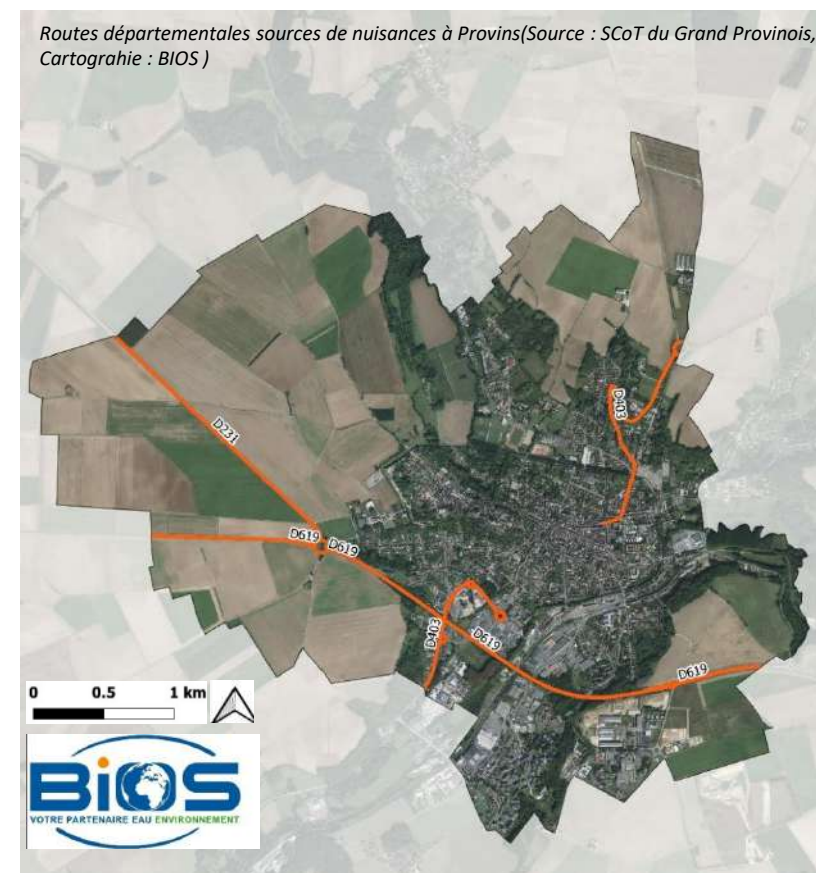 Routes départementales sources de nuisances à Provins(Source : SCoT du Grand Provinois,
Cartograhie : BIOS )
D403
D231
D619
D619
D403
D619
D619
0 0.5 1 km
BiOS
VOTRE PARTENAIRE EAU ENVIRONNEMENT